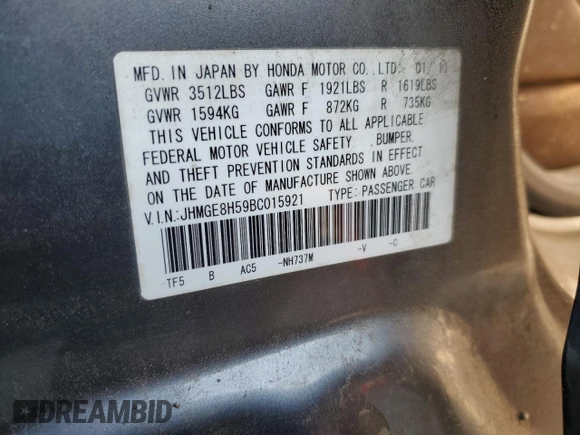 MFD. IN JAPAN BY HONDA MOTOR CO., LTD. 01/11
GVWR 3512LBS GAWR F 1921LBS R 1619LBS
GVWR 1594KG GAWR F 872KG R 735KG
THIS VEHICLE CONFORMS TO ALL APPLICABLE
FEDERAL MOTOR VEHICLE SAFETY , BUMPER,
AND THEFT PREVENTION STANDARDS IN EFFECT
ON THE DATE OF MANUFACTURE SHOWN ABOVE.
V.I.N.:JHMGE8H59BC015921 TYPE: PASSENGER CAR
TF5 B AC5 -NH737M -V -C
DREAMBID